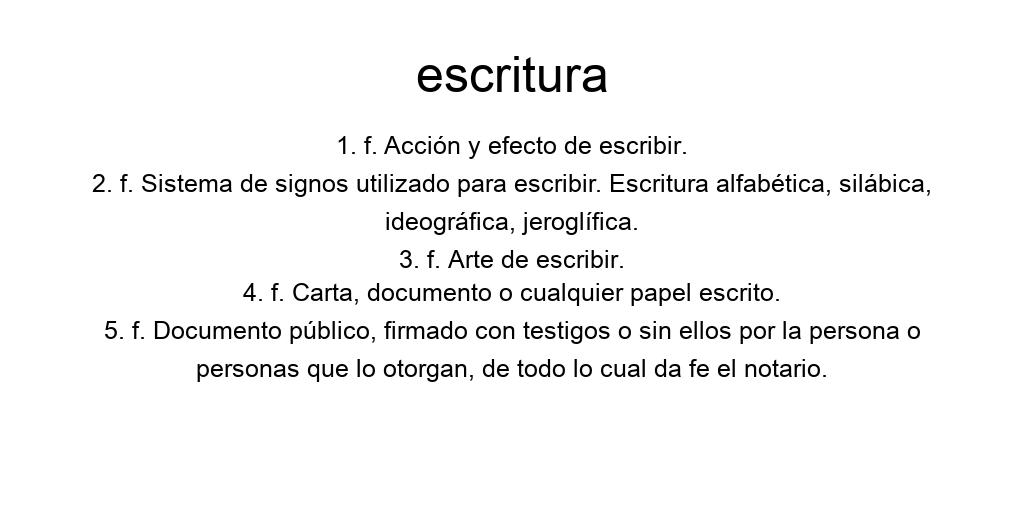 escritura
1. f. Acción y efecto de escribir.
2. f. Sistema de signos utilizado para escribir. Escritura alfabética, silábica,
ideográfica, jeroglífica.
3. f. Arte de escribir.
4. f. Carta, documento o cualquier papel escrito.
5. f. Documento público, firmado con testigos o sin ellos por la persona o
personas que lo otorgan, de todo lo cual da fe el notario.